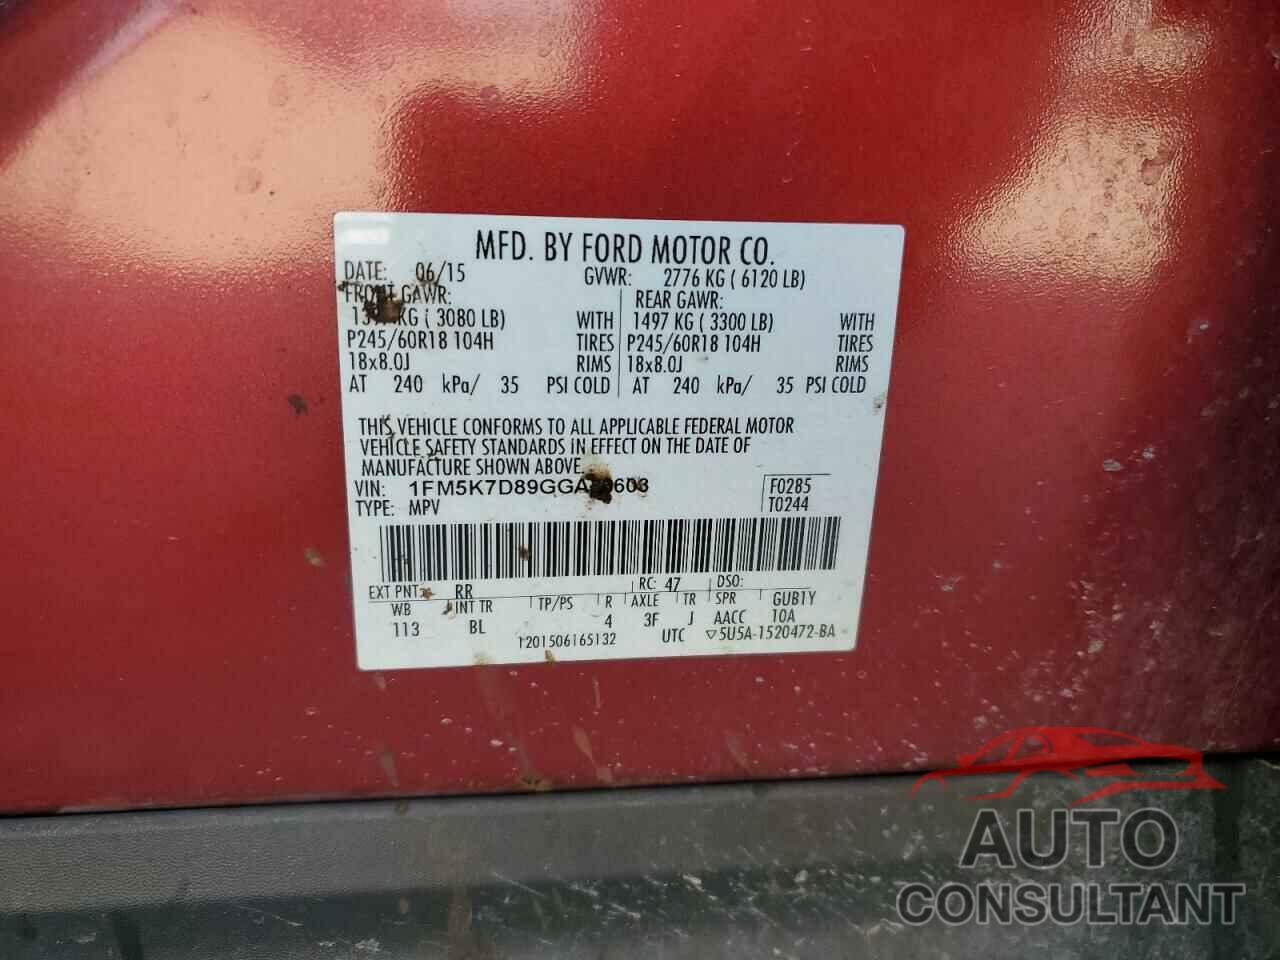 MFD. BY FORD MOTOR CO.
DATE: 06/15 GVWR: 2776 KG ( 6120 LB)
FRONT GAWR: REAR GAWR:
KG ( 3080 LB) WITH 1497 KG ( 3300 LB) WITH
P245/60R18 104H TIRES P245/60R18 104H TIRES
18x8.0J RIMS 18x8.0J RIMS
AT 240 kPa/ 35 PSI COLD AT 240 kPa/ 35 PSI COLD
THIS VEHICLE CONFORMS TO ALL APPLICABLE FEDERAL MOTOR
VEHICLE SAFETY STANDARDS IN EFFECT ON THE DATE OF
MANUFACTURE SHOWN ABOVE.
VIN: F0285
TYPE: MPV T0244
EXT PNT: RR RC: 47 DSO:
WB INT TR TP/PS R AXLE TR SPR GUB1Y
113 BL 4 3F J AACC 10A
T201506165132 UTC ▽5U5A-1520472-BA
AUTO
CONSULTANT